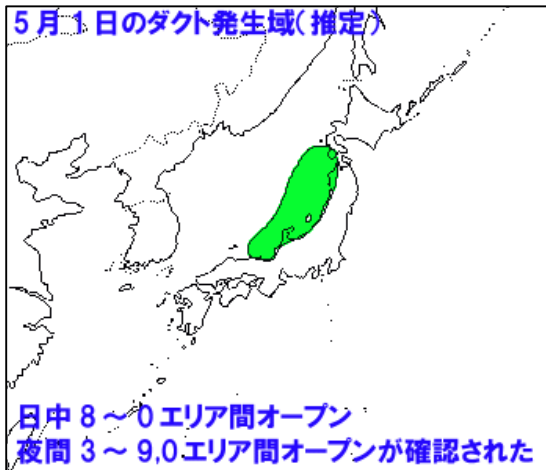 5月1日のダクト発生域(推定)
日中8~0エリア間オープン
夜間3~9,0エリア間オープンが確認された